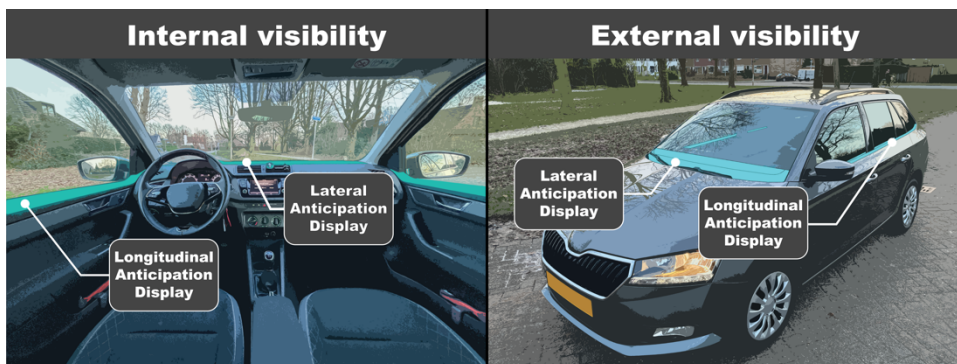 Internal visibility
Lateral
Anticipation
Display
Longitudinal
Anticipation
Display
External visibility
Lateral
Anticipation
Display
Longitudinal
Anticipation
Display